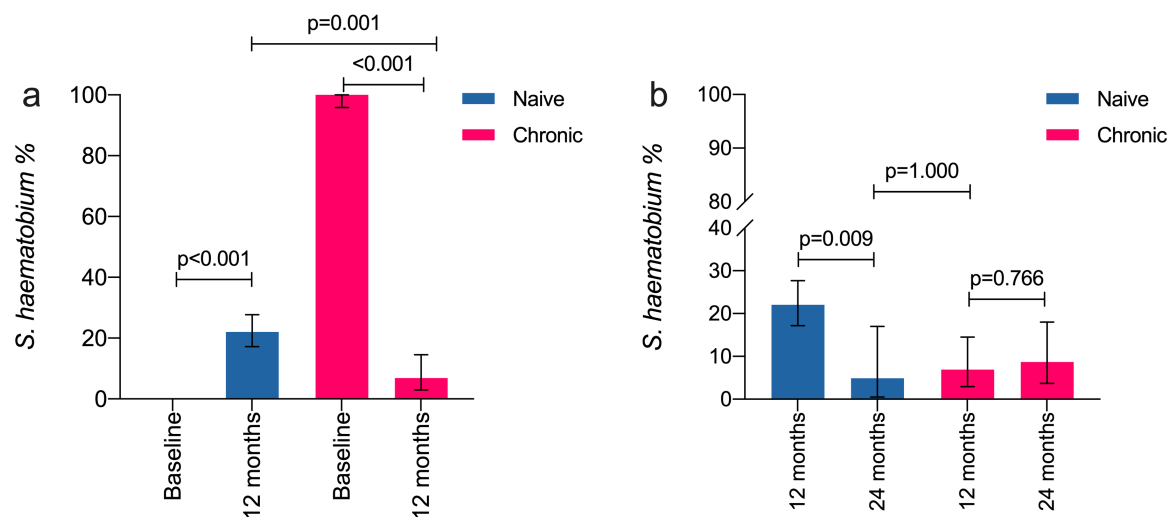 a
p=0.001
<0.001
Naive
Chronic
S. haematobium %
100
80
60
40
20
0
p<0.001
Baseline
12 months
Baseline
12 months
b
Naive
Chronic
S. haematobium %
100
90
80
40
30
20
10
0
p=1.000
p=0.009
p=0.766
12 months
24 months
12 months
24 months